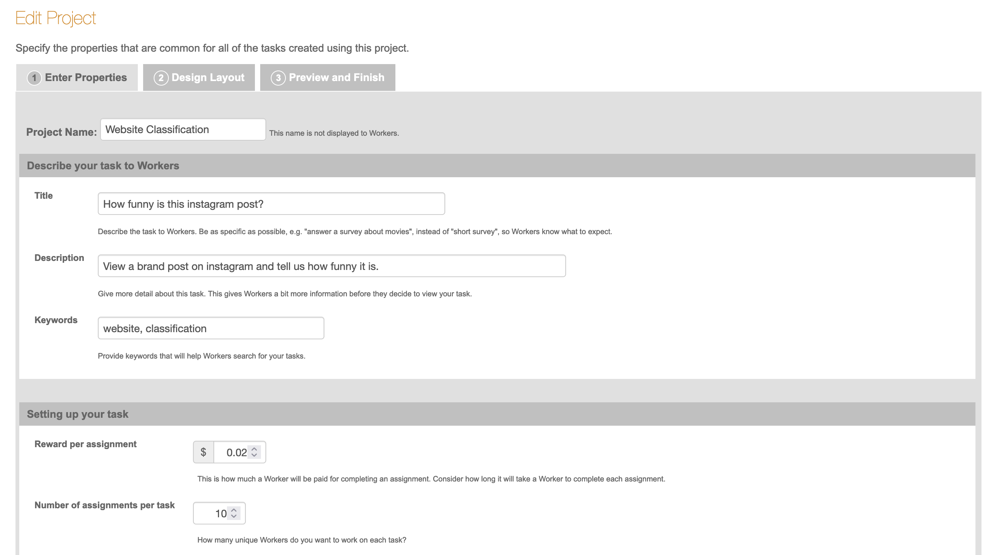 Edit Project
Specify the properties that are common for all of the tasks created using this project.
1 Enter Properties 2 Design Layout 3 Preview and Finish
Project Name: Website Classification This name is not displayed to Workers.
Describe your task to Workers
Title
How funny is this instagram post?
Describe the task to Workers. Be as specific as possible, e.g. "answer a survey about movies", instead of "short survey", so Workers know what to expect.
Description
View a brand post on instagram and tell us how funny it is.
Give more detail about this task. This gives Workers a bit more information before they decide to view your task.
Keywords
website, classification
Provide keywords that will help Workers search for your tasks.
Setting up your task
Reward per assignment
$ 0.02
This is how much a Worker will be paid for completing an assignment. Consider how long it will take a Worker to complete each assignment.
Number of assignments per task
10
How many unique Workers do you want to work on each task?